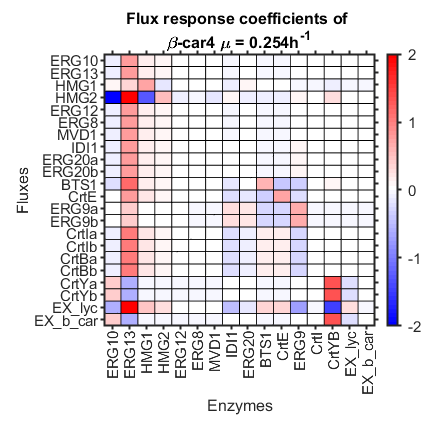 Flux response coefficients of
β-car4 μ = 0.254h⁻¹
ERG10
ERG13
HMG1
HMG2
ERG12
ERG8
MVD1
IDI1
ERG20a
ERG20b
BTS1
CrtE
ERG9a
ERG9b
CrtIa
CrtIb
CrtBa
CrtBb
CrtYa
CrtYb
EX_lyc
EX_b_car
Fluxes
ERG10
ERG13
HMG1
HMG2
ERG12
ERG8
MVD1
IDI1
ERG20
BTS1
CrtE
ERG9
CrtI
CrtYB
EX_lyc
EX_b_car
Enzymes
2
1
0
-1
-2